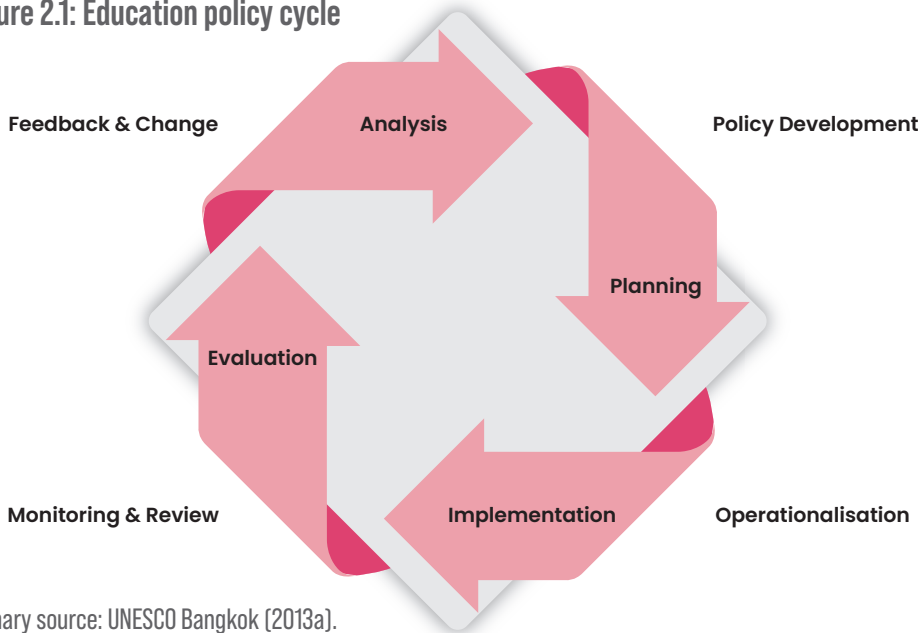 ure 2.1: Education policy cycle
Feedback & Change
Analysis
Policy Development
Planning
Evaluation
Monitoring & Review
Implementation
Operationalisation
nary source: UNESCO Bangkok (2013a).